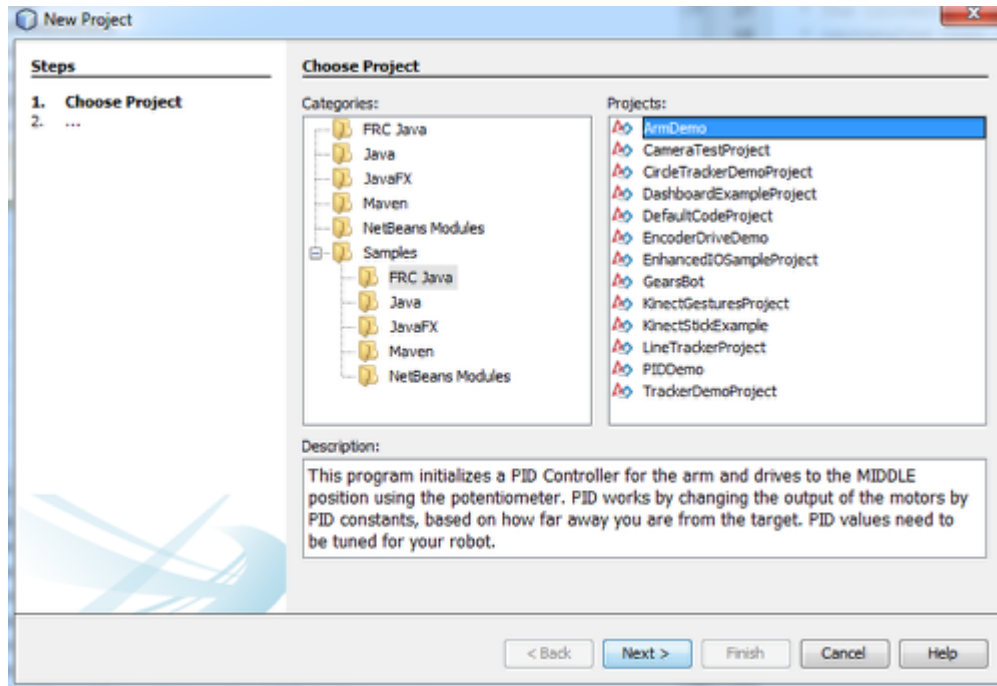 New Project
Steps
1. Choose Project
2. ...
Choose Project
Categories:
FRC Java
Java
JavaFX
Maven
NetBeans Modules
Samples
FRC Java
Java
JavaFX
Maven
NetBeans Modules
Projects:
ArmDemo
CameraTestProject
CircleTrackerDemoProject
DashboardExampleProject
DefaultCodeProject
EncoderDriveDemo
EnhancedIOSampleProject
GearsBot
KinectGesturesProject
KinectStickExample
LineTrackerProject
PIDDemo
TrackerDemoProject
Description:
This program initializes a PID Controller for the arm and drives to the MIDDLE
position using the potentiometer. PID works by changing the output of the motors by
PID constants, based on how far away you are from the target. PID values need to
be tuned for your robot.
< Back
Next >
Finish
Cancel
Help